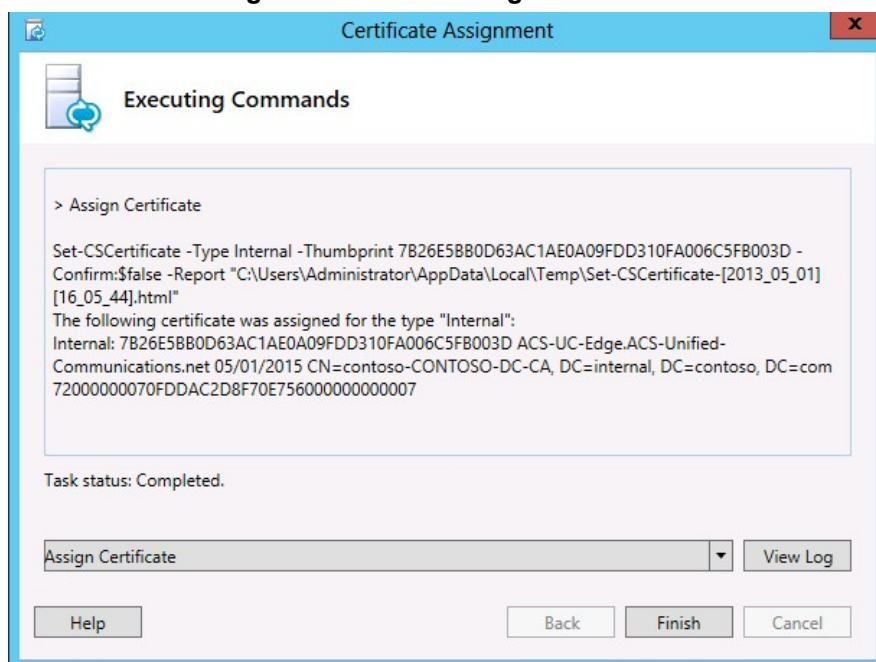 Certificate Assignment
x
Executing Commands
> Assign Certificate
Set-CSCertificate -Type Internal -Thumbprint 7B26E5BB0D63AC1AE0A09FDD310FA006C5FB003D -
Confirm:$false -Report "C:\Users\Administrator\AppData\Local\Temp\Set-CSCertificate-[2013_05_01]
[16_05_44].html"
The following certificate was assigned for the type "Internal":
Internal: 7B26E5BB0D63AC1AE0A09FDD310FA006C5FB003D ACS-UC-Edge.ACS-Unified-
Communications.net 05/01/2015 CN=contoso-CONTOSO-DC-CA, DC=internal, DC=contoso, DC=com
72000000070FDDAC2D8F70E756000000000007
Task status: Completed.
Assign Certificate
View Log
Help
Back
Finish
Cancel